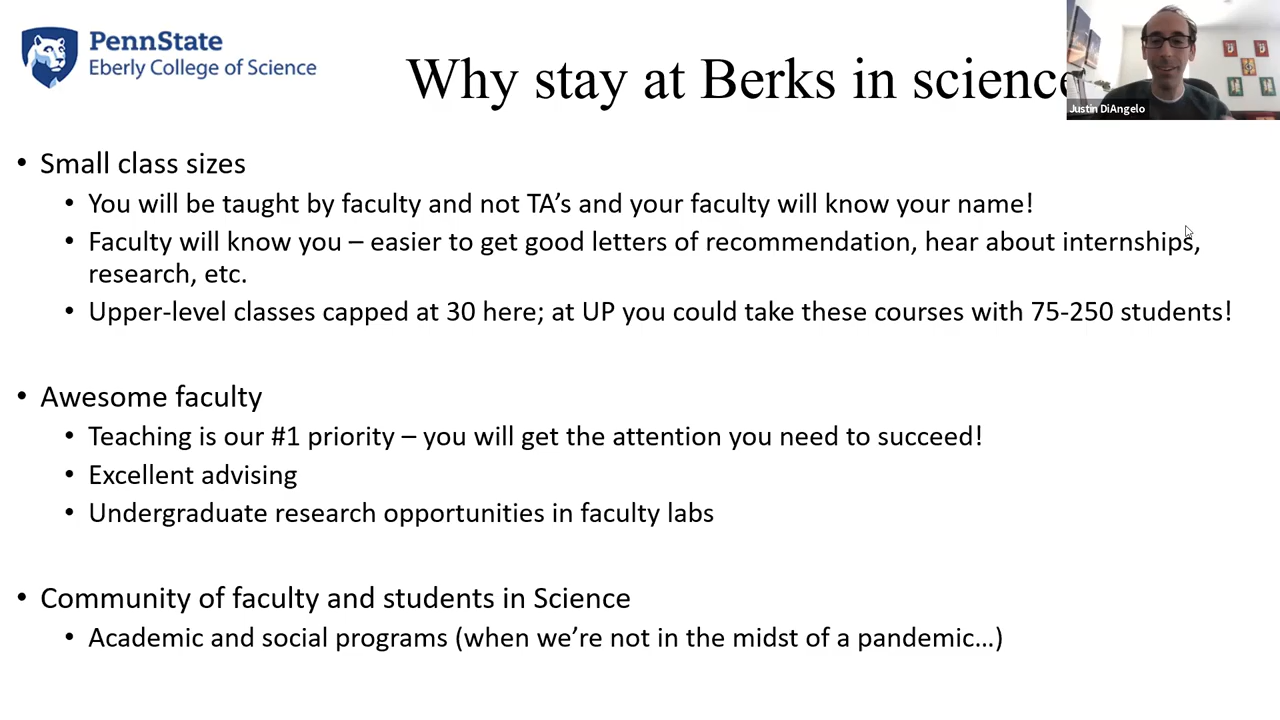 PennState
Eberly College of Science
Why stay at Berks in science
Justin DiAngelo
• Small class sizes
• You will be taught by faculty and not TA’s and your faculty will know your name!
• Faculty will know you – easier to get good letters of recommendation, hear about internships,
research, etc.
• Upper-level classes capped at 30 here; at UP you could take these courses with 75-250 students!
• Awesome faculty
• Teaching is our #1 priority – you will get the attention you need to succeed!
• Excellent advising
• Undergraduate research opportunities in faculty labs
• Community of faculty and students in Science
• Academic and social programs (when we’re not in the midst of a pandemic…)